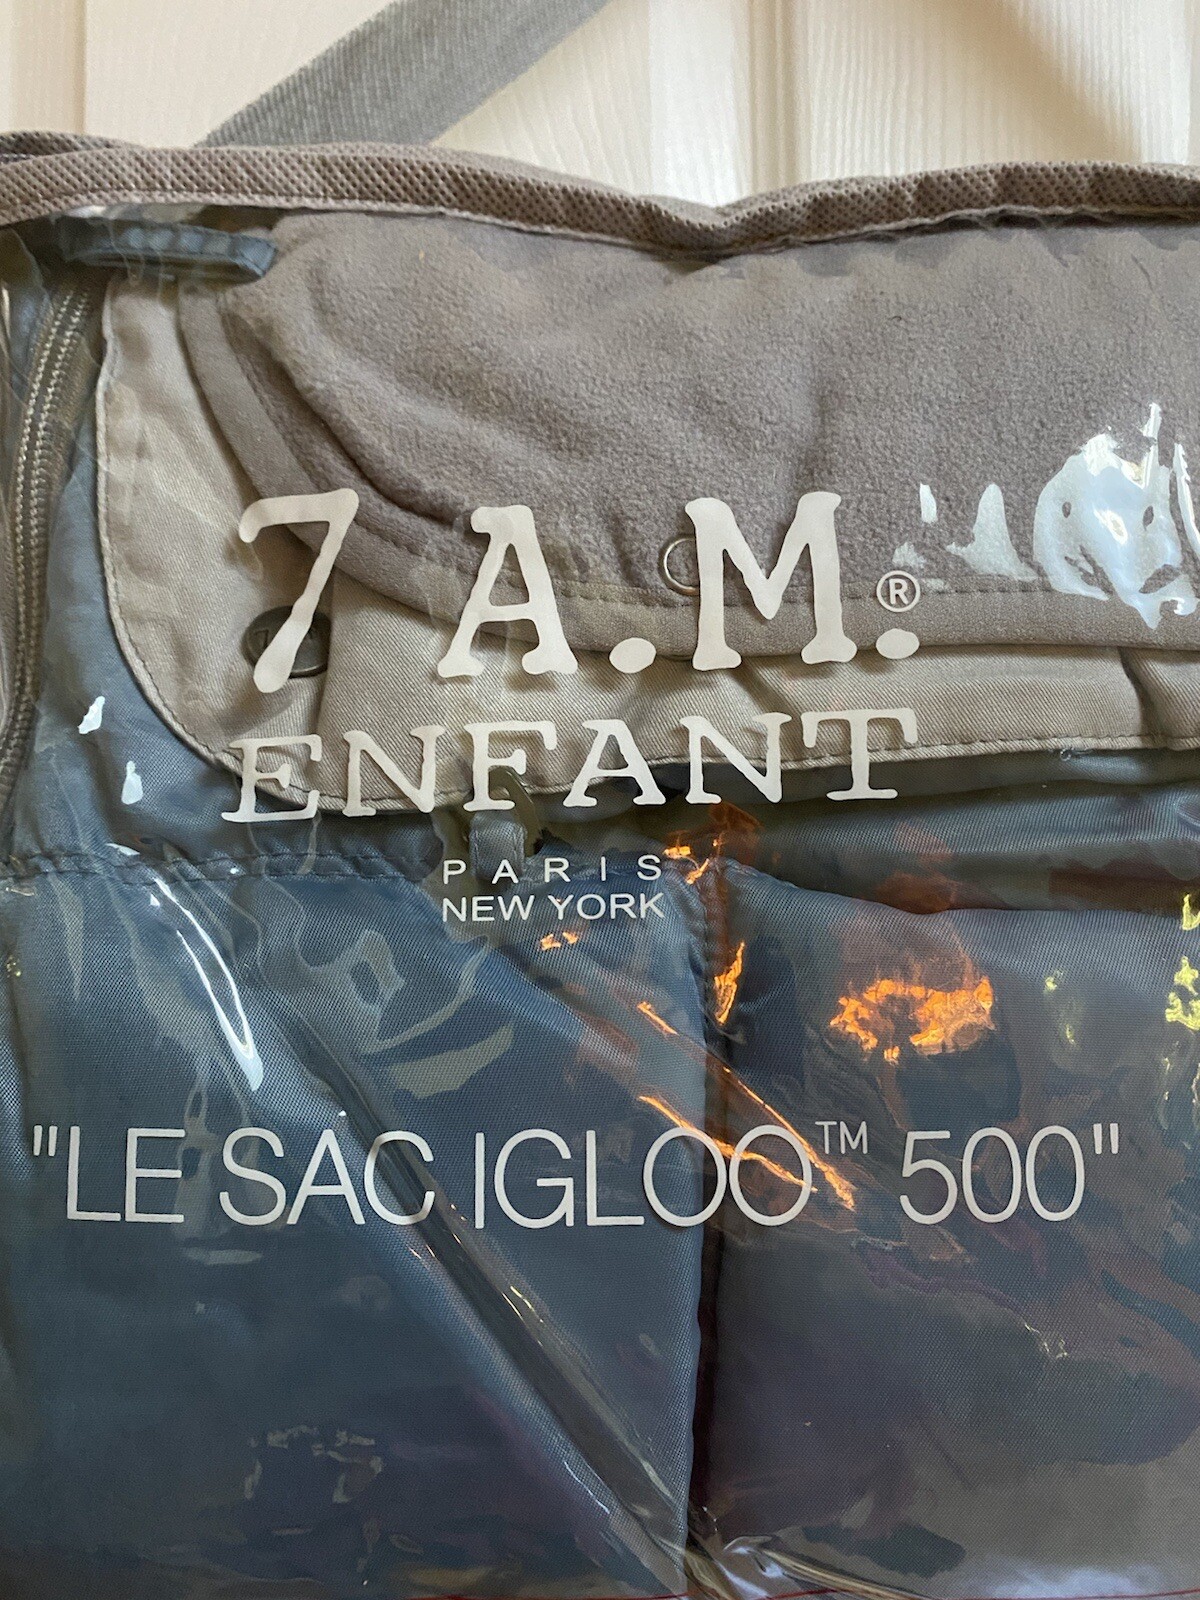 7 A.M.®
ENFANT
PARIS
NEW YORK
"LE SAC IGLOO™ 500"